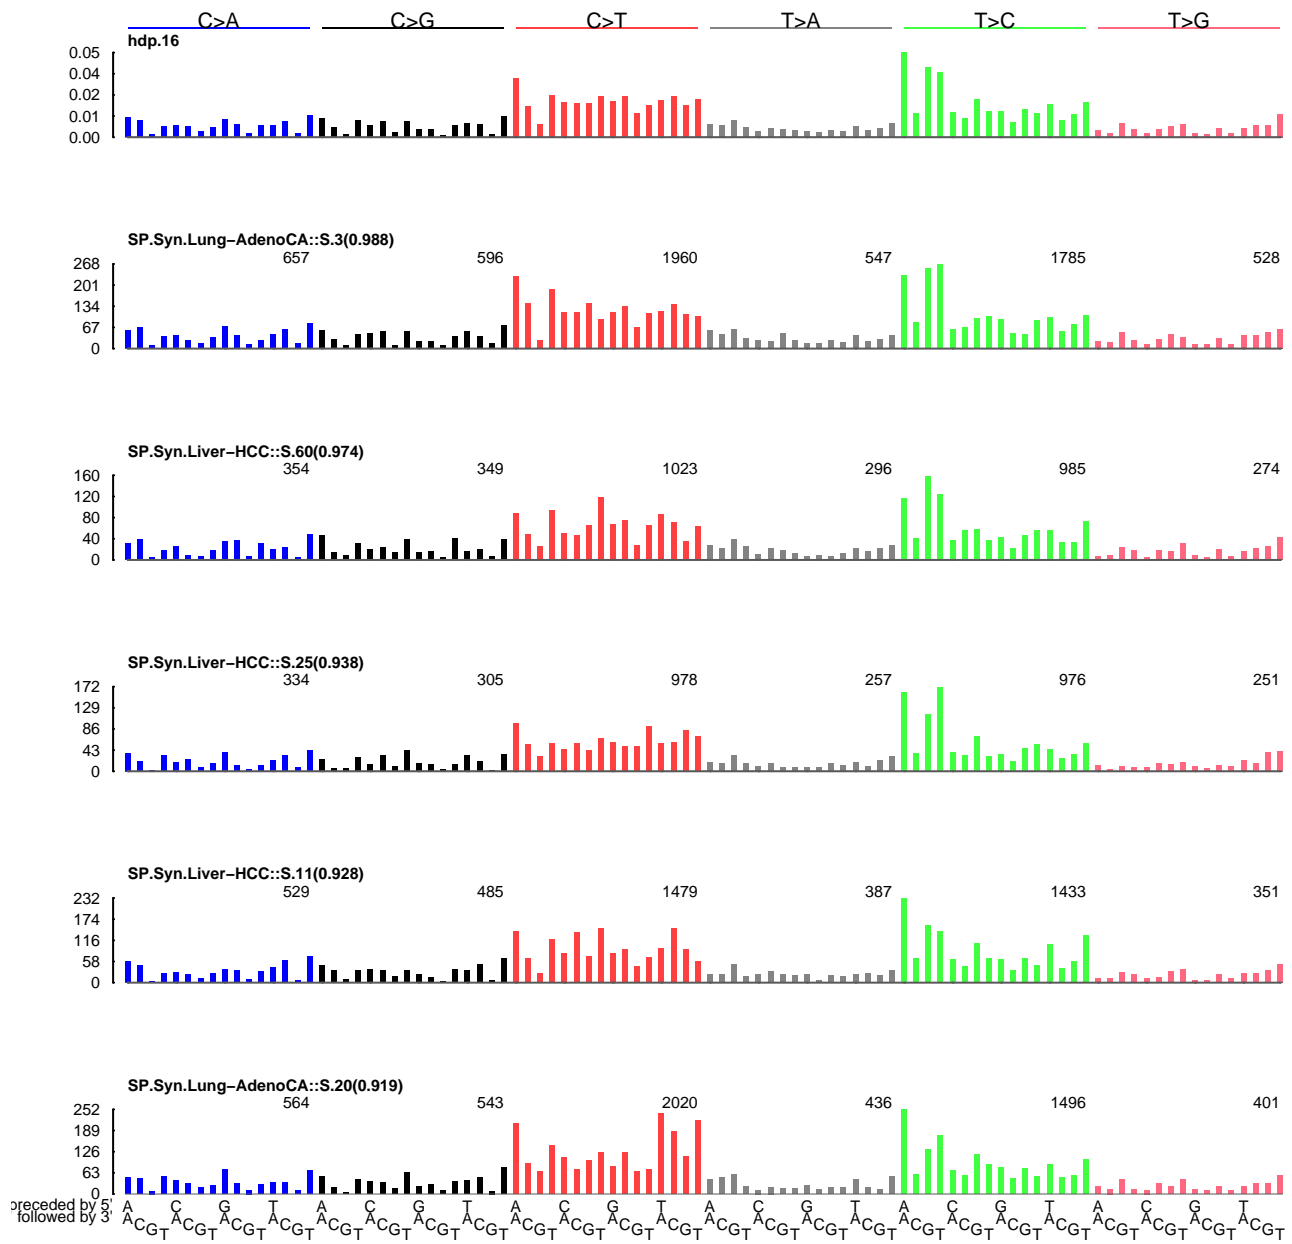 C>A C>G C>T T>A T>C T>G
hdp.16
0.05
0.04
0.02
0.01
0.00
SP.Syn.Lung−AdenoCA::S.3(0.988)
657 596 1960 547 1785 528
268
201
134
67
0
SP.Syn.Liver−HCC::S.60(0.974)
354 349 1023 296 985 274
160
120
80
40
0
SP.Syn.Liver−HCC::S.25(0.938)
334 305 978 257 976 251
172
129
86
43
0
SP.Syn.Liver−HCC::S.11(0.928)
529 485 1479 387 1433 351
232
174
116
58
0
SP.Syn.Lung−AdenoCA::S.20(0.919)
564 543 2020 436 1496 401
252
189
126
63
0
preceded by 5' A C G T A C G T A C G T A C G T A C G T A C G T
followed by 3' A C G T A C G T A C G T A C G T A C G T A C G T A C G T A C G T A C G T A C G T A C G T A C G T A C G T A C G T A C G T A C G T A C G T A C G T A C G T A C G T A C G T A C G T A C G T A C G T